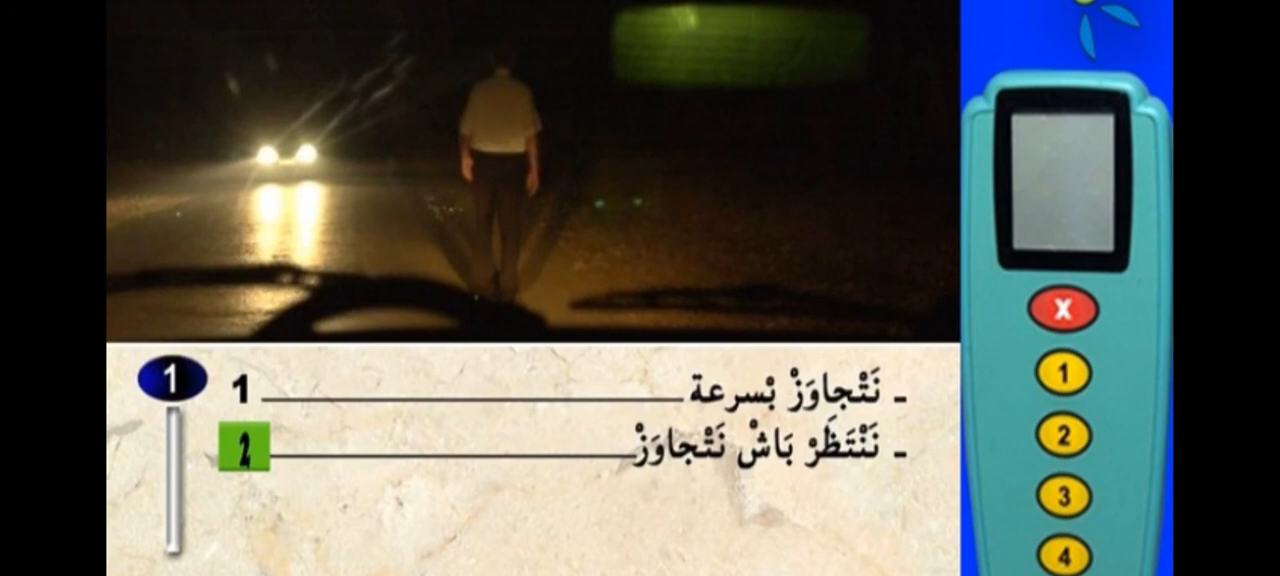 1 1 ـ نَتْجاوَزْ بْسرعة
2 ـ نَنْتَظَرْ بَاشْ نَتْجاوَزْ
X
1
2
3
4